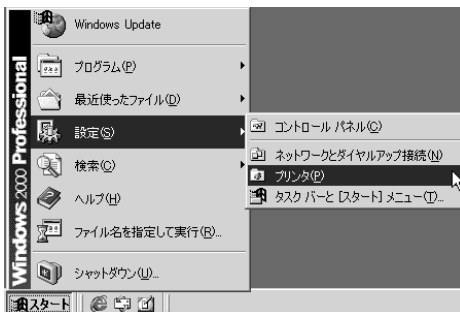 Windows 2000 Professional
Windows Update
プログラム(P)
最近使ったファイル(D)
設定(S)
検索(C)
ヘルプ(H)
ファイル名を指定して実行(R)...
シャットダウン(U)...
コントロール パネル(C)
ネットワークとダイヤルアップ接続(N)
プリンタ(P)
タスク バーと [スタート] メニュー(T)...
スタート